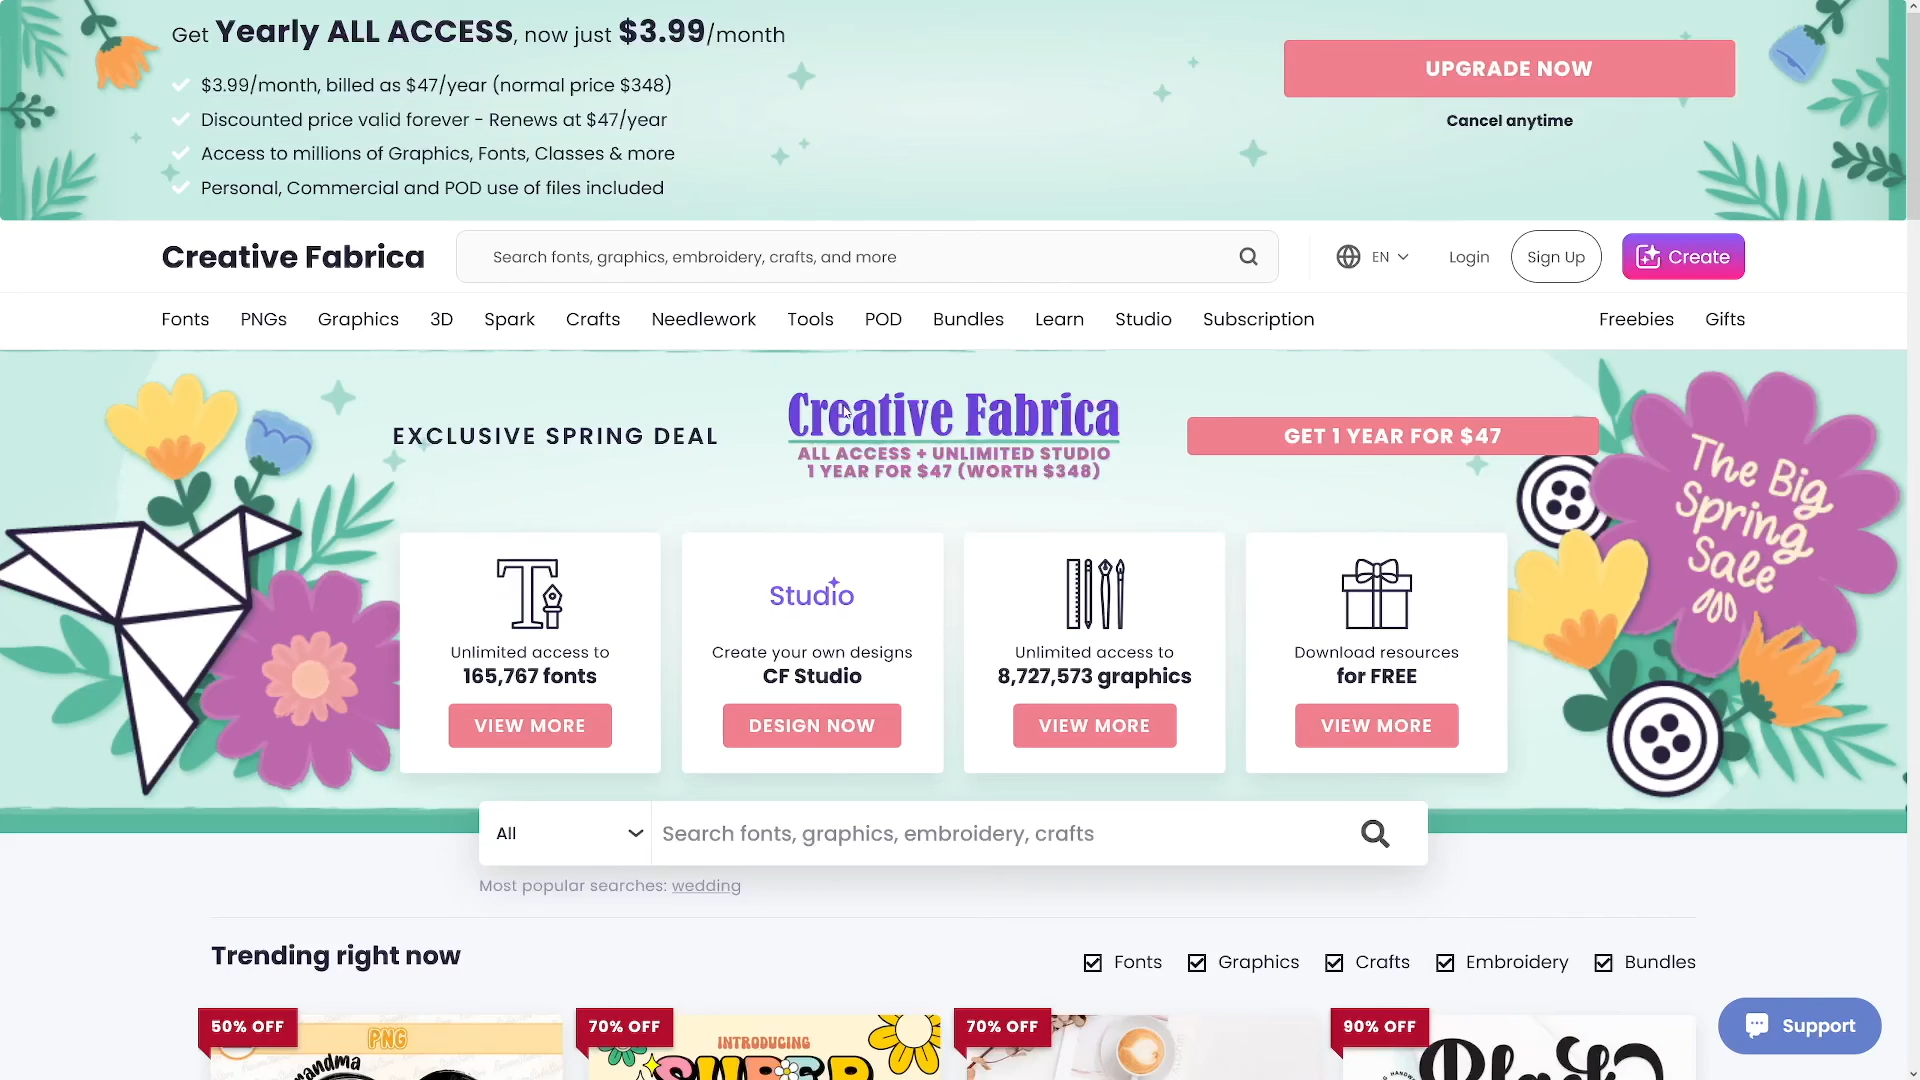 Get Yearly ALL ACCESS, now just $3.99/month
$3.99/month, billed as $47/year (normal price $348)
Discounted price valid forever - Renews at $47/year
Access to millions of Graphics, Fonts, Classes & more
Personal, Commercial and POD use of files included
UPGRADE NOW
Cancel anytime
Creative Fabrica
Search fonts, graphics, embroidery, crafts, and more
EN
Login
Sign Up
Create
Fonts PNGs Graphics 3D Spark Crafts Needlework Tools POD Bundles Learn Studio Subscription Freebies Gifts
EXCLUSIVE SPRING DEAL
Creative Fabrica
ALL ACCESS + UNLIMITED STUDIO
1 YEAR FOR $47 (WORTH $348)
GET 1 YEAR FOR $47
The Big
Spring
Sale
Unlimited access to
165,767 fonts
VIEW MORE
Studio
Create your own designs
CF Studio
DESIGN NOW
Unlimited access to
8,727,573 graphics
VIEW MORE
Download resources
for FREE
VIEW MORE
All
Search fonts, graphics, embroidery, crafts
Most popular searches: wedding
Trending right now
Fonts Graphics Crafts Embroidery Bundles
50% OFF
PNG
70% OFF
INTRODUCING
SUPER
70% OFF
90% OFF
Support